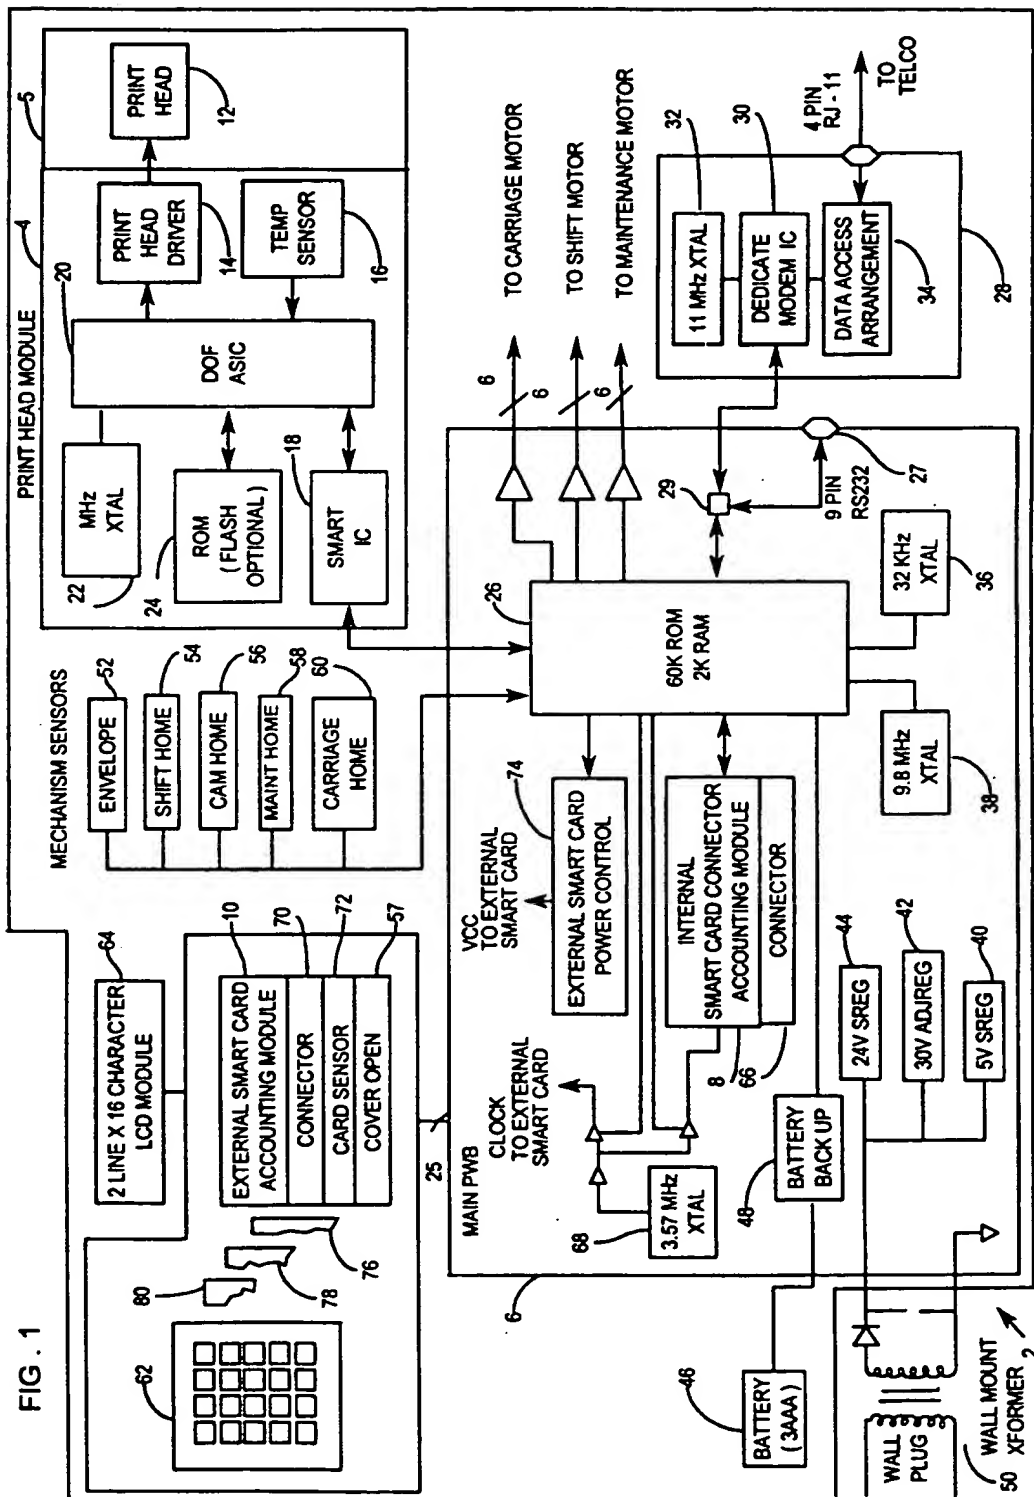 FIG . 1
PRINT HEAD MODULE
4
5
20
PRINT
HEAD
12
PRINT
HEAD
DRIVER
14
TEMP
SENSOR
16
DOF
ASIC
MHz
XTAL
22
ROM
( FLASH
OPTIONAL )
24
18
SMART
IC
MECHANISM SENSORS
ENVELOPE
52
SHIFT HOME
54
CAM HOME
56
MAINT HOME
58
CARRIAGE
HOME
60
2 LINE X 16 CHARACTER
LCD MODULE
64
EXTERNAL SMART CARD
ACCOUNTING MODULE
10
CONNECTOR
70
CARD SENSOR
72
COVER OPEN
57
76
78
80
62
25
TO CARRIAGE MOTOR
TO SHIFT MOTOR
TO MAINTENANCE MOTOR
6
6
6
11 MHz XTAL
32
DEDICATE
MODEM IC
30
DATA ACCESS
ARRANGEMENT
34
28
4 PIN
RJ - 11
TO
TELCO
29
9 PIN
RS232
27
26
60K ROM
2K RAM
32 KHz
XTAL
36
9.8 MHz
XTAL
38
VCC
TO EXTERNAL
SMART CARD
74
EXTERNAL SMART CARD
POWER CONTROL
INTERNAL
SMART CARD CONNECTOR
ACCOUNTING MODULE
8
CONNECTOR
66
MAIN PWB
CLOCK
TO EXTERNAL
SMART CARD
3.57 MHz
XTAL
68
BATTERY
BACK UP
48
24V SREG
44
30V ADJREG
42
5V SREG
40
6
BATTERY
( 3AAA )
46
WALL
PLUG
50
WALL MOUNT
XFORMER
2